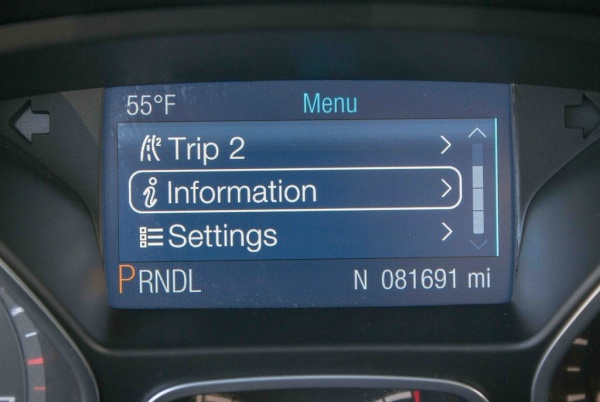 55°F Menu
Trip 2
Information
Settings
PRNDL N 081691 mi